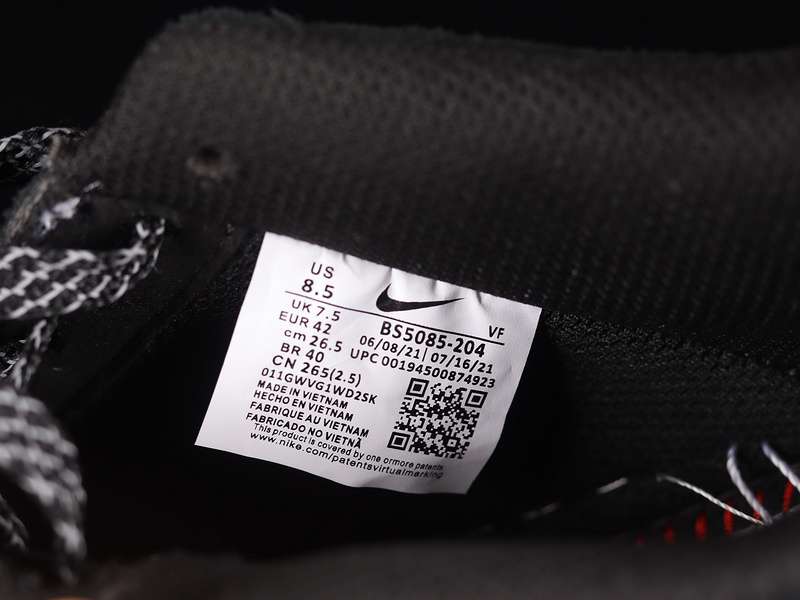 US
8.5
UK 7.5
EUR 42
cm 26.5
BR 40
CN 265(2.5)
VF
BS5085-204
06/08/21 | 07/16/21
UPC 00194500874923
011GWVG1WD2SK
MADE IN VIETNAM
HECHO EN VIETNAM
FABRIQUE AU VIETNAM
FABRICADO NO VIETNÃ
This product is covered by one ormore patents
www.nike.com/patentsvirtualmarking